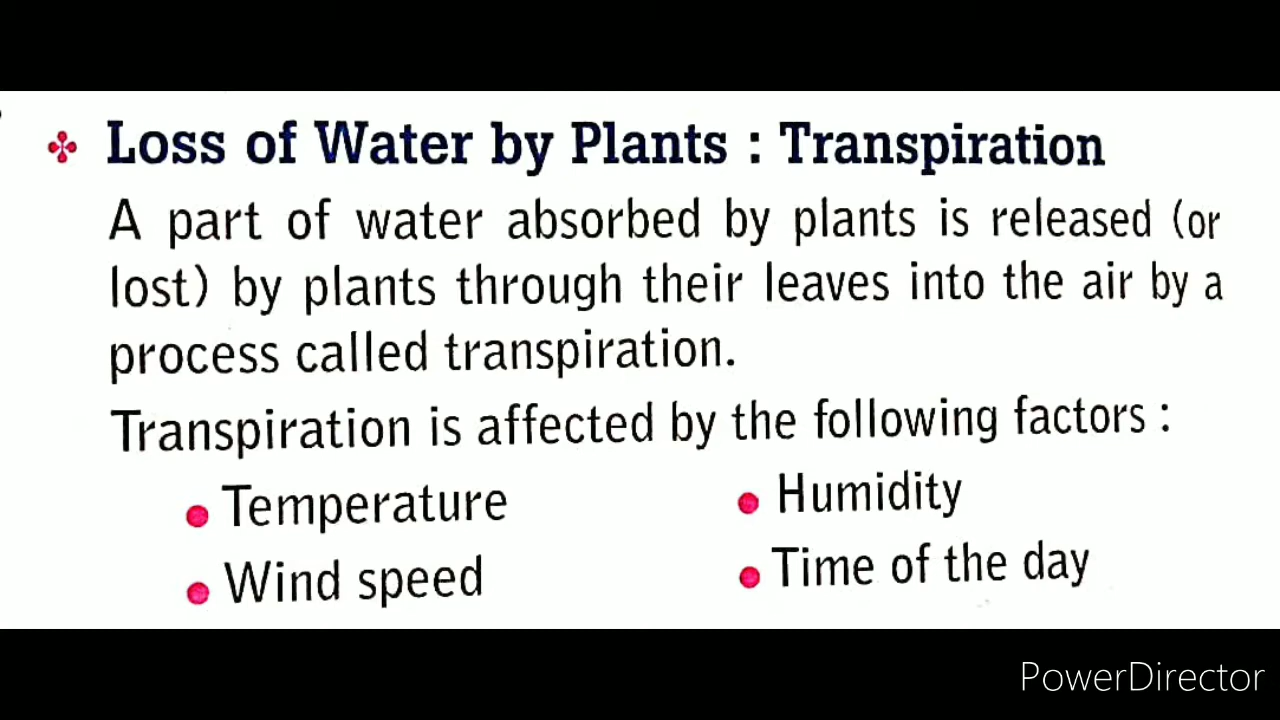 ❖ Loss of Water by Plants : Transpiration
A part of water absorbed by plants is released (or
lost) by plants through their leaves into the air by a
process called transpiration.
Transpiration is affected by the following factors :
• Temperature
• Humidity
• Wind speed
• Time of the day
PowerDirector